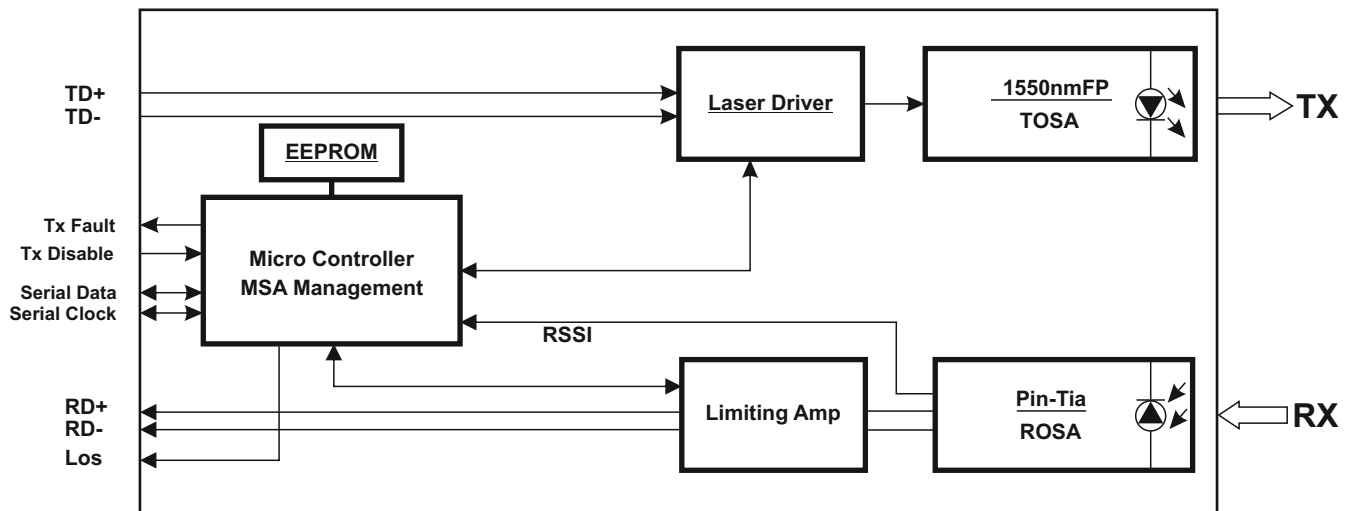 TD+
TD-
Laser Driver
1550nmFP
TOSA
TX
EEPROM
Tx Fault
Tx Disable
Serial Data
Serial Clock
Micro Controller
MSA Management
RSSI
RD+
RD-
Los
Limiting Amp
Pin-Tia
ROSA
RX